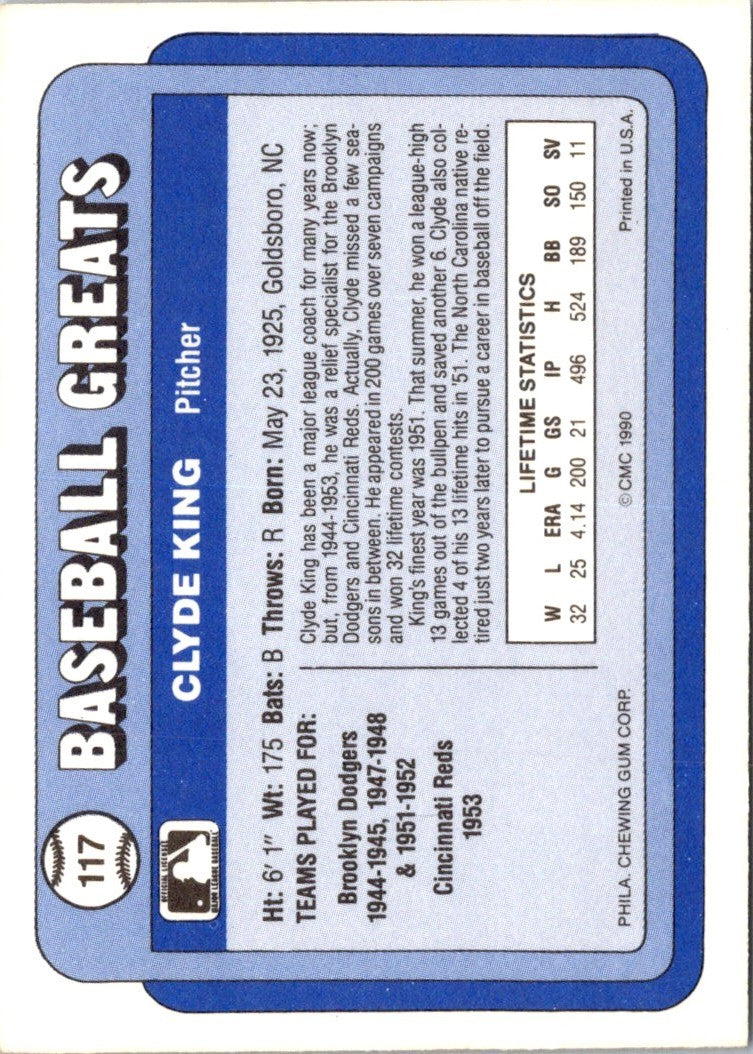 117
BASEBALL GREATS
OFFICIAL LICENSEE
MAJOR LEAGUE BASEBALL
CLYDE KING Pitcher
Ht: 6' 1" Wt: 175 Bats: B Throws: R Born: May 23, 1925, Goldsboro, NC
TEAMS PLAYED FOR:
Brooklyn Dodgers
1944-1945, 1947-1948
& 1951-1952
Cincinnati Reds
1953
Clyde King has been a major league coach for many years now;
but, from 1944-1953, he was a relief specialist for the Brooklyn
Dodgers and Cincinnati Reds. Actually, Clyde missed a few sea-
sons in between. He appeared in 200 games over seven campaigns
and won 32 lifetime contests.
King's finest year was 1951. That summer, he won a league-high
13 games out of the bullpen and saved another 6. Clyde also col-
lected 4 of his 13 lifetime hits in '51. The North Carolina native re-
tired just two years later to pursue a career in baseball off the field.
LIFETIME STATISTICS
W L ERA G GS IP H BB SO SV
32 25 4.14 200 21 496 524 189 150 11
PHILA. CHEWING GUM CORP. © CMC 1990 Printed in U.S.A.